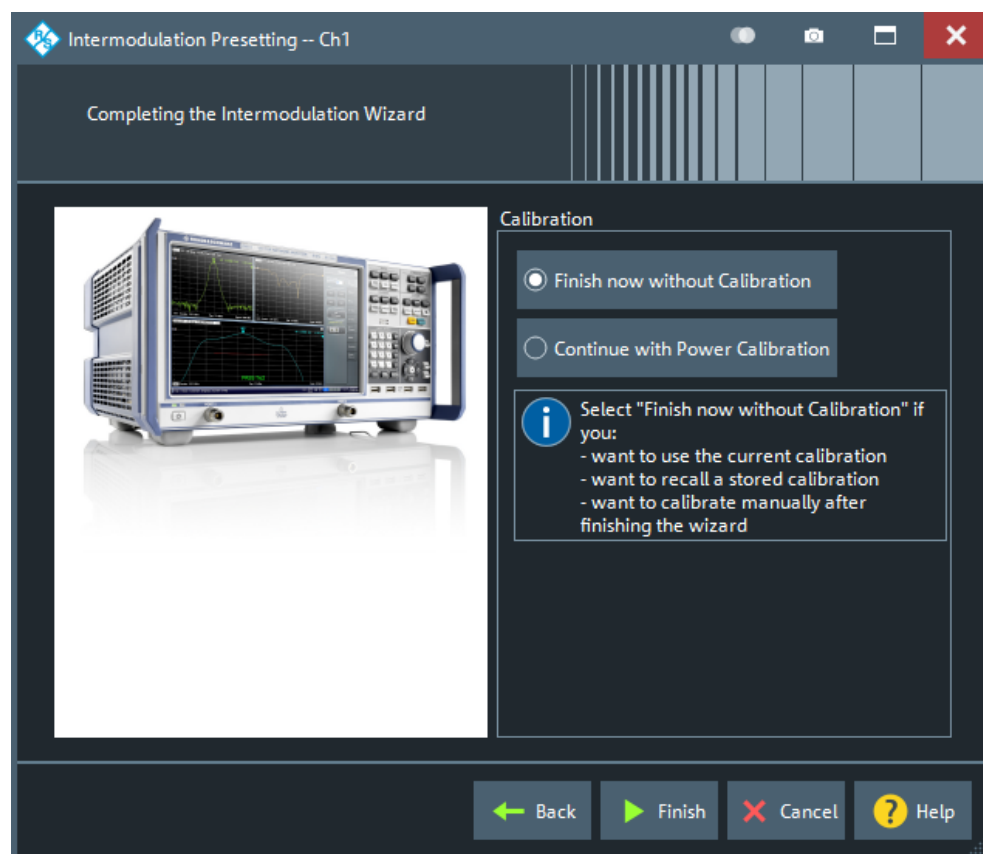 Intermodulation Presetting -- Ch1
Completing the Intermodulation Wizard
Calibration
Finish now without Calibration
Continue with Power Calibration
Select "Finish now without Calibration" if
you:
- want to use the current calibration
- want to recall a stored calibration
- want to calibrate manually after
finishing the wizard
Back
Finish
Cancel
Help